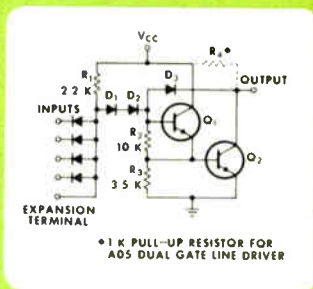 VCC
R4*
R1
2.2 K
D3
OUTPUT
INPUTS
D1 D2
Q1
R2
10 K
Q2
R3
3.5 K
EXPANSION
TERMINAL
*1 K PULL-UP RESISTOR FOR
A05 DUAL GATE LINE DRIVER